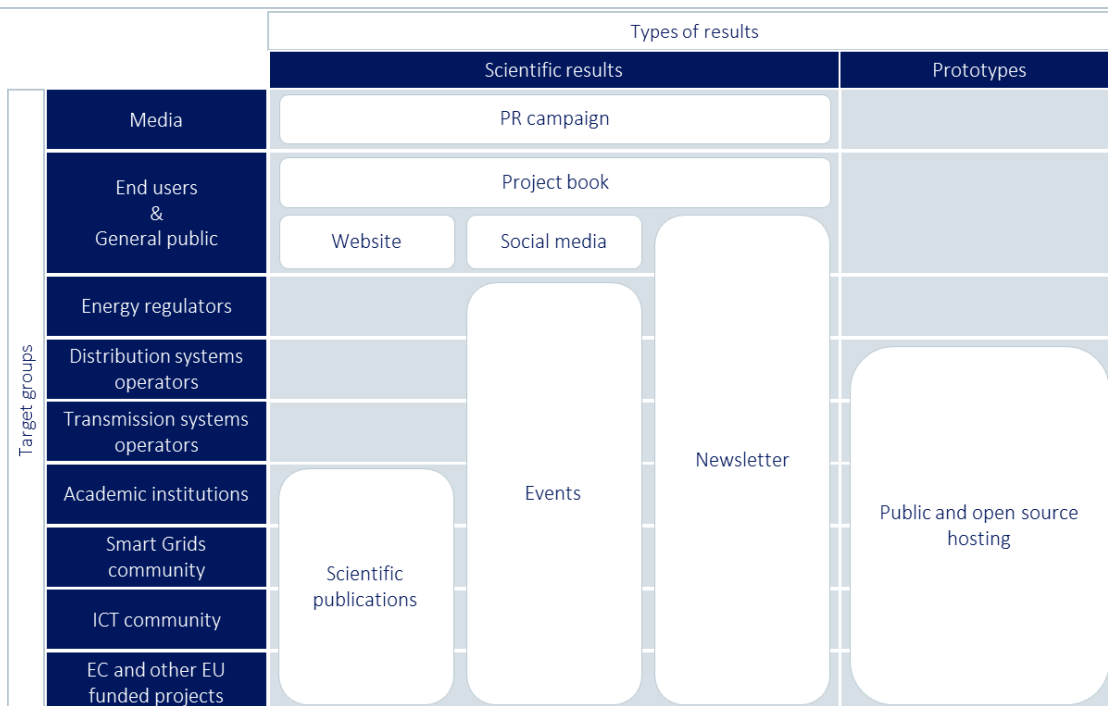 Types of results
Scientific results
Prototypes
Target groups
Media
PR campaign
End users
&
General public
Project book
Website
Social media
Energy regulators
Distribution systems
operators
Transmission systems
operators
Newsletter
Academic institutions
Events
Public and open source
hosting
Smart Grids
community
Scientific
publications
ICT community
EC and other EU
funded projects